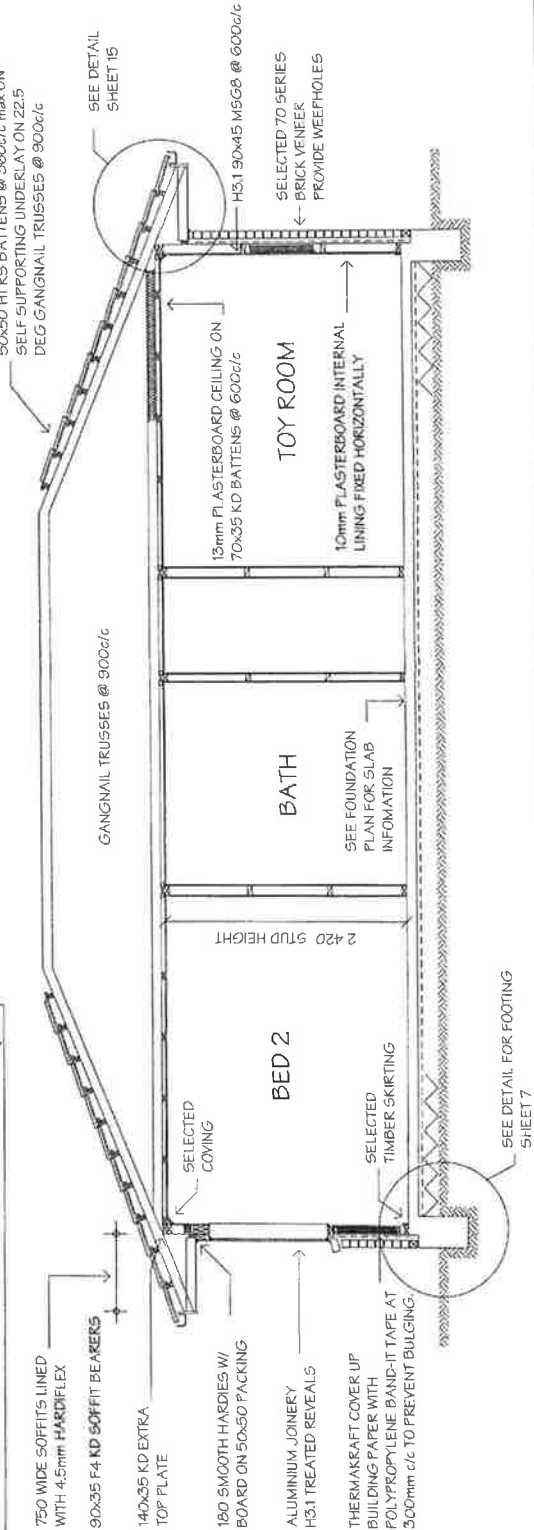 750 WIDE SOFFITS LINED
WITH 4.5mm HARDIFLEX
90x35 F4 KD SOFFIT BEARERS
140x35 KD EXTRA
TOP PLATE
180 SMOOTH HARDIES W/
BOARD ON 50x50 PACKING
ALUMINIUM JOINERY
H3.1 TREATED REVEALS
THERMAKRAFT COVER UP
BUILDING PAPER WITH
POLYPROPYLENE BAND-IT TAPE AT
300mm c/c TO PREVENT BULGING.
SELECTED
COVING
BED 2
SELECTED
TIMBER SKIRTING
SEE DETAIL FOR FOOTING
SHEET 7
2 420 STUD HEIGHT
GANGNAIL TRUSSES @ 900c/c
BATH
SEE FOUNDATION
PLAN FOR SLAB
INFOMATION
13mm PLASTERBOARD CEILING ON
70x35 KD BATTENS @ 600c/c
TOY ROOM
10mm PLASTERBOARD INTERNAL
LINING FIXED HORIZONTALLY
SELF SUPPORTING UNDERLAY ON 22.5
DEG GANGNAIL TRUSSES @ 900c/c
SEE DETAIL
SHEET 15
H3.1 90x45 MSG8 @ 600c/c
SELECTED 70 SERIES
BRICK VENEER
PROVIDE WEEPHOLES